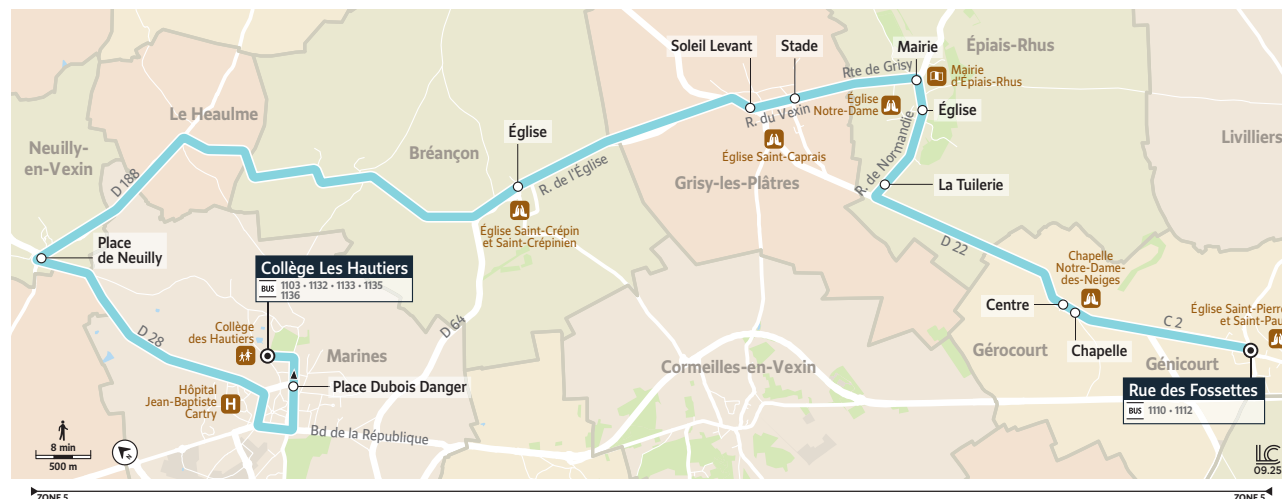 Soleil Levant
Stade
Mairie
Épiais-Rhus
Rte de Grisy
Mairie
d'Épiais-Rhus
Le Heaulme
Église
Notre-Dame
Église
R. du Vexin
Livilliers
Neuilly-
en-Vexin
Bréançon
Église
Église Saint-Caprais
R. de Normandie
D 188
R. de l'Église
Grisy-les-Plâtres
La Tuilerie
Église Saint-Crépin
et Saint-Crépinien
Place
de Neuilly
D 22
Collège Les Hautiers
BUS
1103 • 1132 • 1133 • 1135
1136
Chapelle
Notre-Dame-
des-Neiges
Centre
Église Saint-Pierre
et Saint-Paul
D 28
Collège
des Hautiers
D 64
C 2
Marines
Gérocourt
Chapelle
Génicourt
Cormeilles-en-Vexin
Hôpital
Jean-Baptiste
Cartry
H
Place Dubois Danger
Rue des Fossettes
BUS
1110 • 1112
Bd de la République
8 min
500 m
LC
09.25
ZONE 5
ZONE 5